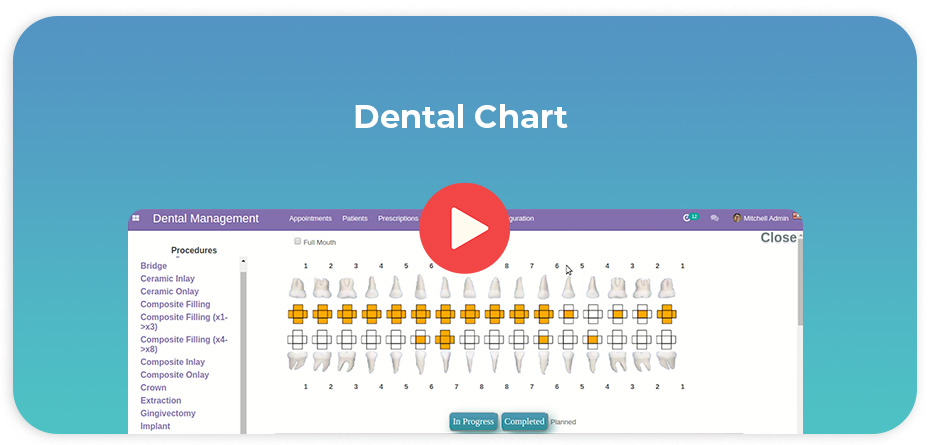 Dental Chart
Dental Management
Appointments Patients Prescriptions guration 12 Mitchell Admin
Close
Procedures
Full Mouth
Bridge
Ceramic Inlay
Ceramic Onlay
Composite Filling
Composite Filling (x1-
>x3)
Composite Filling (x4-
>x8)
Composite Inlay
Composite Onlay
Crown
Extraction
Gingivectomy
Implant
1 2 3 4 5 6 8 7 6 5 4 3 2 1
1 2 3 4 5 6 7 8 8 7 6 5 4 3 2 1
In Progress Completed Planned